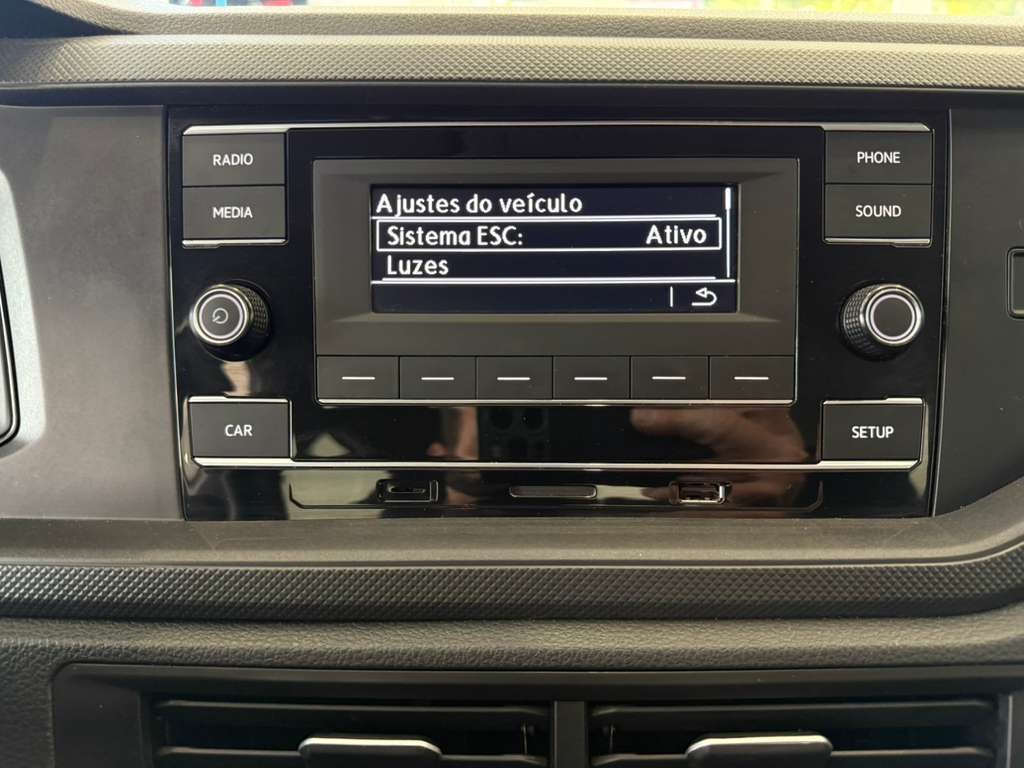 RADIO
MEDIA
PHONE
SOUND
Ajustes do veículo
Sistema ESC: Ativo
Luzes
CAR
SETUP